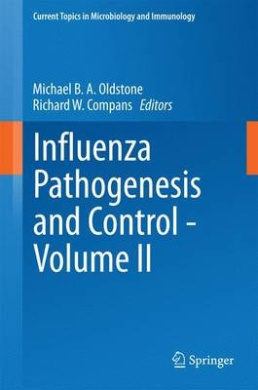 Current Topics in Microbiology and Immunology
Michael B. A. Oldstone
Richard W. Compans Editors
Influenza
Pathogenesis
and Control -
Volume II
Springer